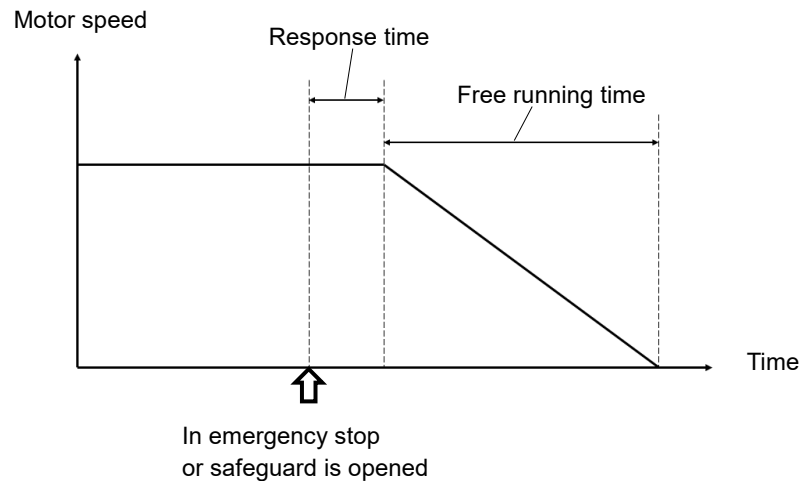 Motor speed
Response time
Free running time
Time
In emergency stop
or safeguard is opened